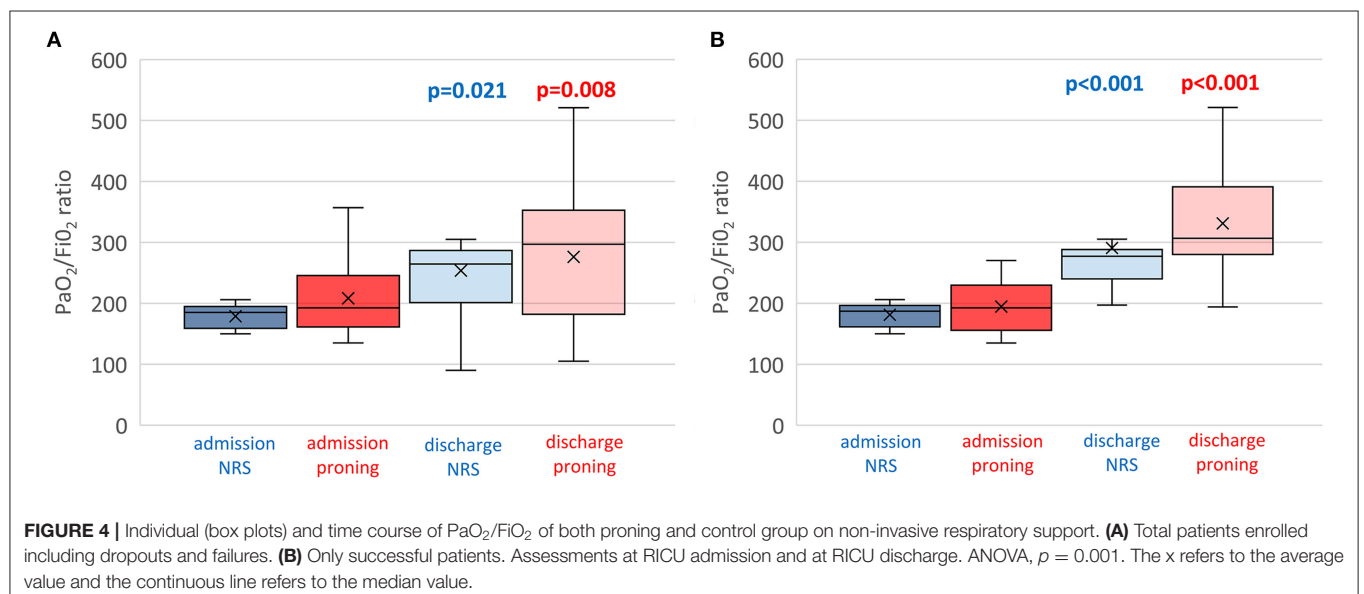 A
PaO₂/Fi0₂ ratio
600
500
400
300
200
100
0
p=0.021 p=0.008
admission NRS
admission proning
discharge NRS
discharge proning
B
PaO₂/Fi0₂ ratio
600
500
400
300
200
100
0
p<0.001 p<0.001
admission NRS
admission proning
discharge NRS
discharge proning
FIGURE 4 | Individual (box plots) and time course of PaO₂/FiO₂ of both proning and control group on non-invasive respiratory support. (A) Total patients enrolled
including dropouts and failures. (B) Only successful patients. Assessments at RICU admission and at RICU discharge. ANOVA, p = 0.001. The x refers to the average
value and the continuous line refers to the median value.